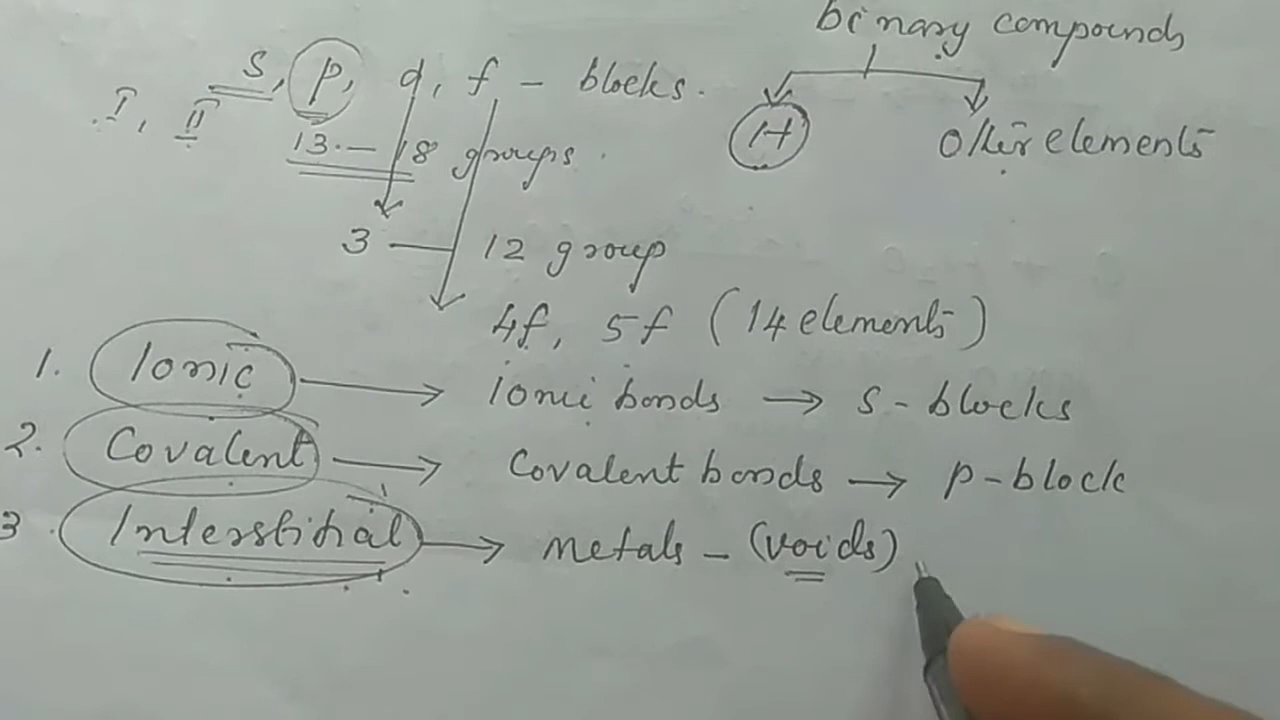 binary compounds
s, p, d, f - blocks.
I, II
H
Other elements
13 - 18 groups.
3 — 12 group
4f, 5f (14 elements)
1. Ionic → Ionic bonds → s - blocks
2. Covalent → Covalent bonds → p - block
3. Interstitial → metals - (voids)